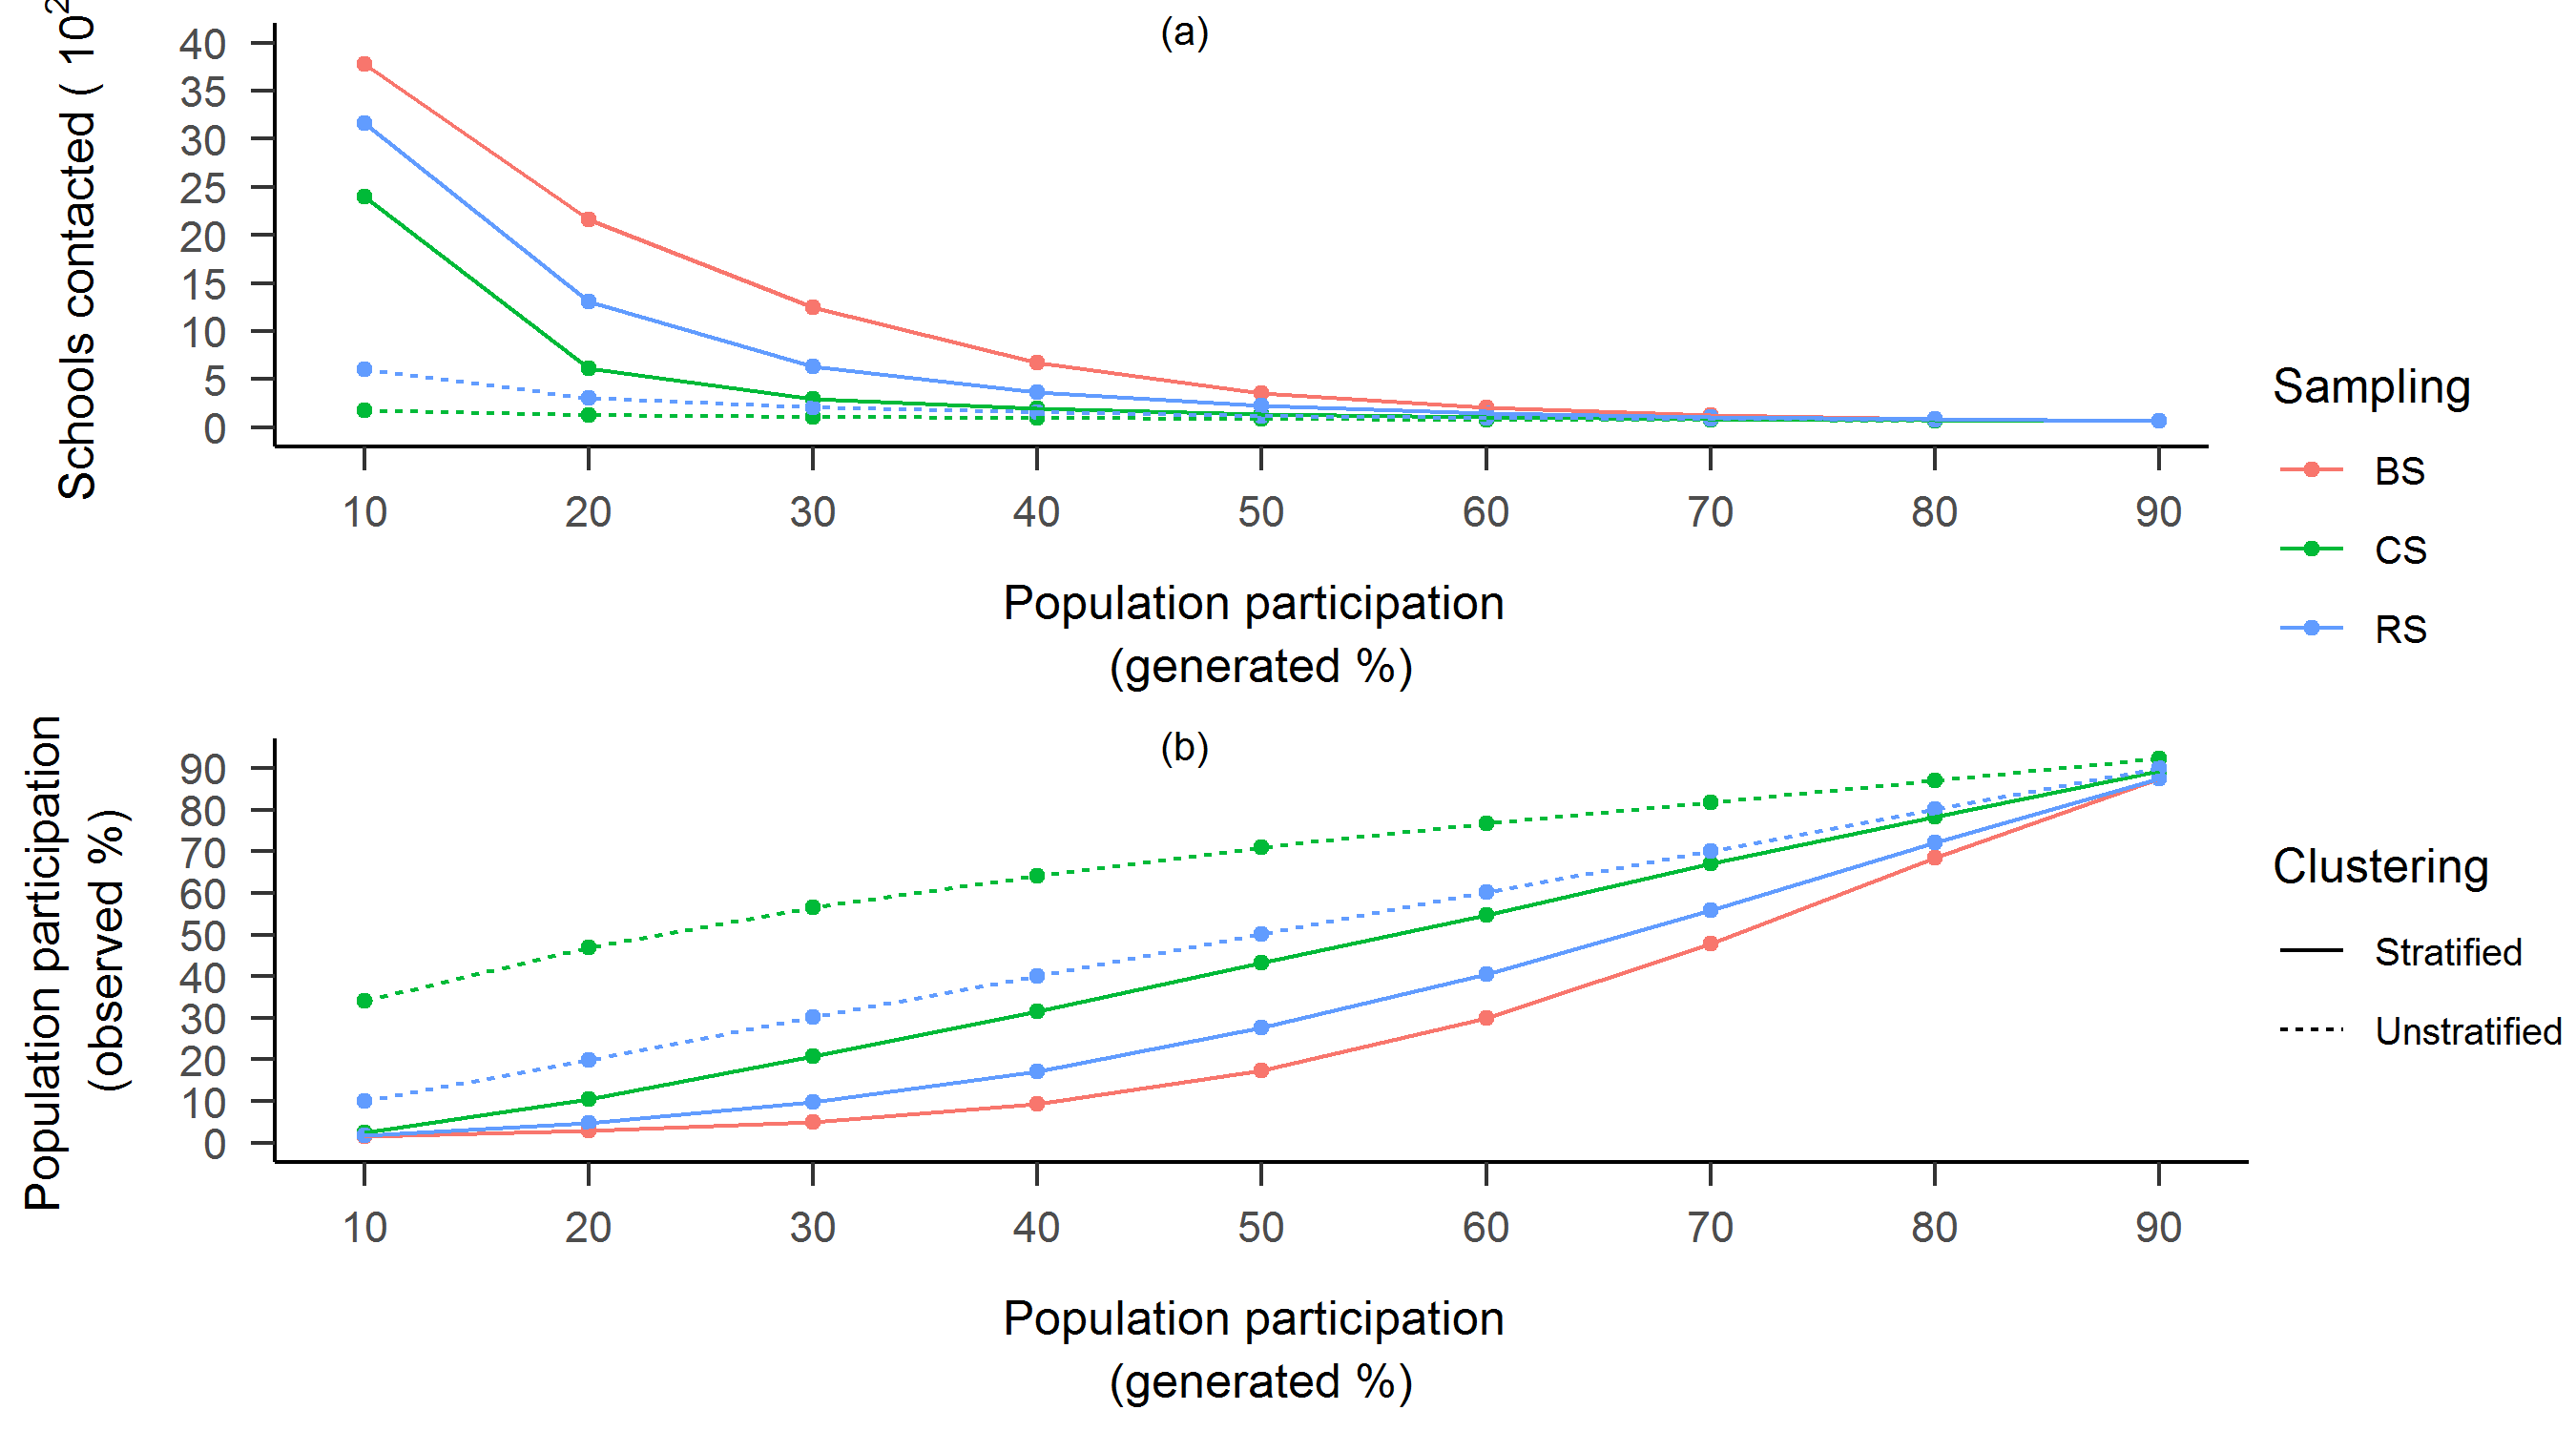 (a)
Schools contacted ( 10²
40
35
30
25
20
15
10
5
0
10 20 30 40 50 60 70 80 90
Population participation
(generated %)
(b)
Population participation
(observed %)
90
80
70
60
50
40
30
20
10
0
10 20 30 40 50 60 70 80 90
Population participation
(generated %)
Sampling
BS
CS
RS
Clustering
Stratified
Unstratified